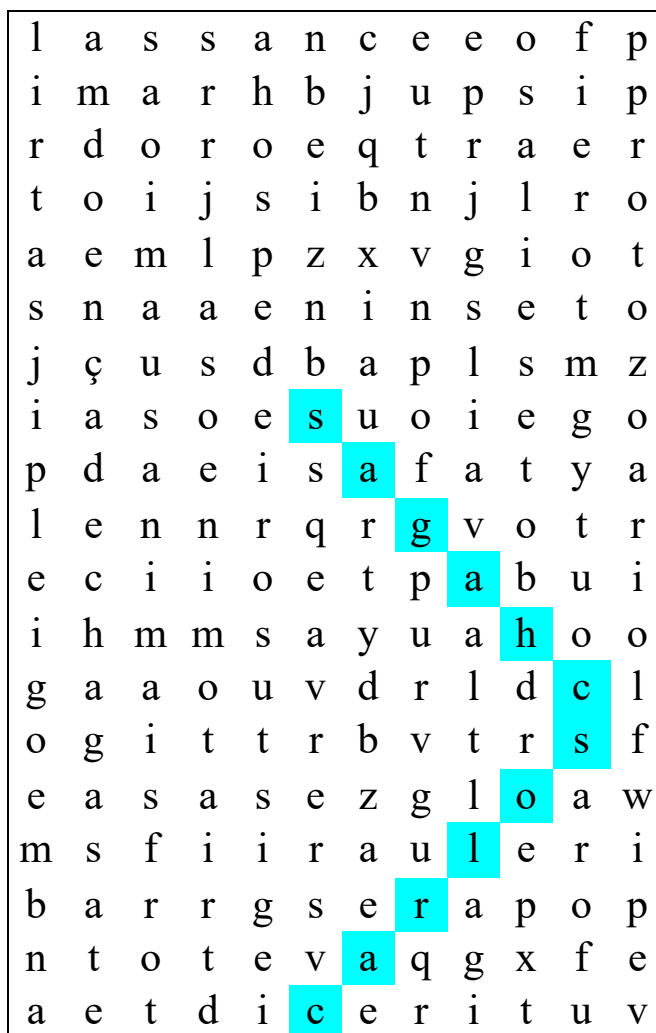 l a s s a n c e e o f p
i m a r h b j u p s i p
r d o r o e q t r a e r
t o i j s i b n j l r o
a e m l p z x v g i o t
s n a a e n i n s e t o
j ç u s d b a p l s m z
i a s o e s u o i e g o
p d a e i s a f a t y a
l e n n r q r g v o t r
e c i i o e t p a b u i
i h m m s a y u a h o o
g a a o u v d r l d c l
o g i t t r b v t r s f
e a s a s e z g l o a w
m s f i i r a u l e r i
b a r r g s e r a p o p
n t o t e v a q g x f e
a e t d i c e r i t u v